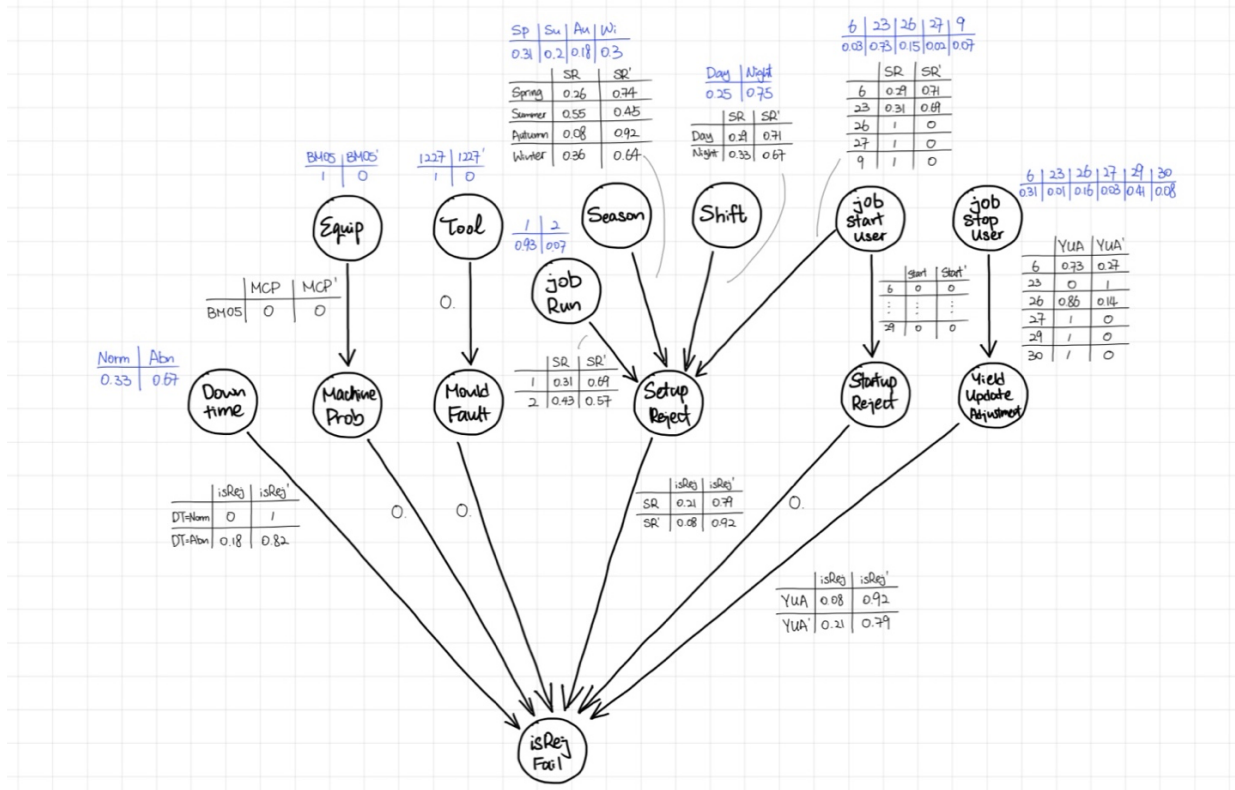 Sp Su Au Wi
0.31 0.2 0.18 0.3
SR SR'
Spring 0.26 0.74
Summer 0.55 0.45
Autumn 0.08 0.92
Winter 0.36 0.64
Day Night
0.25 0.75
SR SR'
Day 0.29 0.71
Night 0.33 0.67
6 23 26 27 9
0.03 0.73 0.15 0.02 0.07
SR SR'
6 0.29 0.71
23 0.31 0.69
26 1 0
27 1 0
9 1 0
BM05 BM05'
1 0
1227 1227'
1 0
6 23 26 27 29 30
0.31 0.01 0.16 0.03 0.41 0.08
Equip
Tool
1 2
0.93 0.07
Season
Shift
job
Start
User
job
Stop
User
YUA YUA'
6 0.73 0.27
23 0 1
26 0.86 0.14
27 1 0
29 1 0
30 1 0
MCP MCP'
BM05 0 0
0.
job
Run
Start Start'
6 0 0
⋮ ⋮ ⋮
29 0 0
Norm Abn
0.33 0.67
SR SR'
1 0.31 0.69
2 0.43 0.57
Down
time
Machine
Prob
Mould
Fault
Setup
Reject
Startup
Reject
Yield
Update
Adjustment
isRej isRej'
DT=Norm 0 1
DT=Abn 0.18 0.82
0.
0.
isRej isRej'
SR 0.21 0.79
SR' 0.08 0.92
0.
isRej isRej'
YUA 0.08 0.92
YUA' 0.21 0.79
isRej
Fail